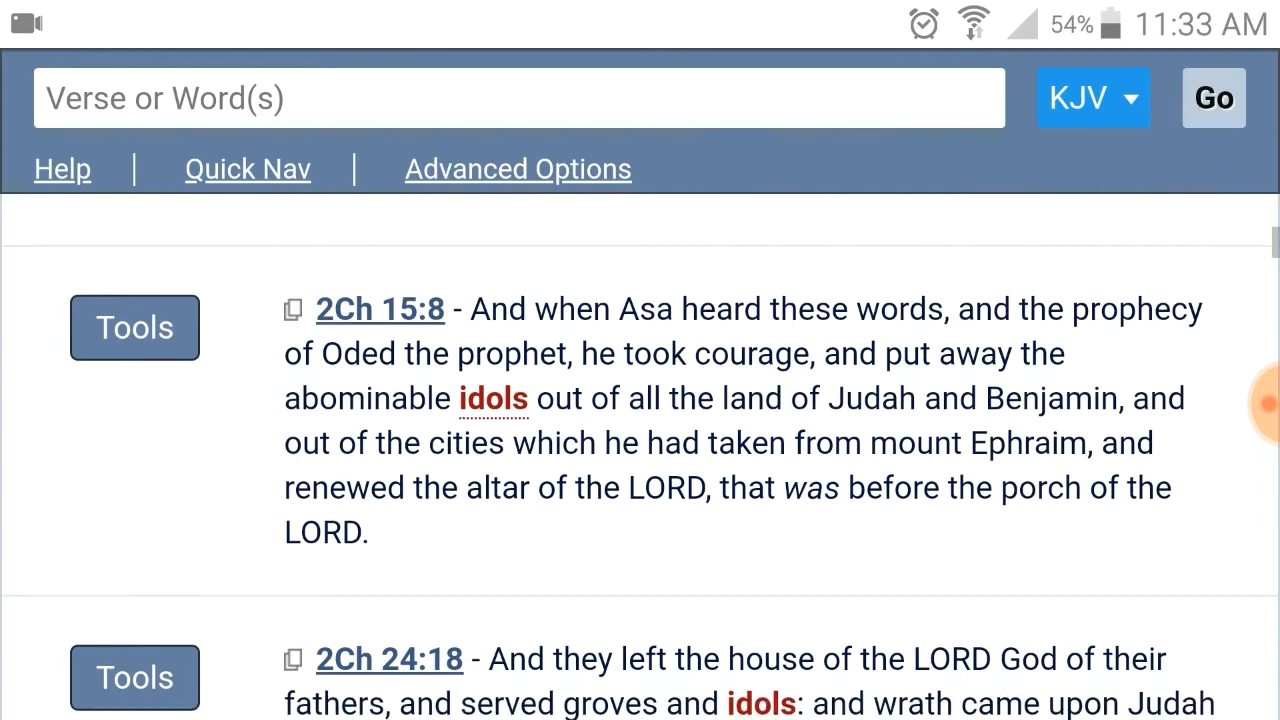 54% 11:33 AM
Verse or Word(s) KJV Go
Help | Quick Nav | Advanced Options
Tools
2Ch 15:8 - And when Asa heard these words, and the prophecy
of Oded the prophet, he took courage, and put away the
abominable idols out of all the land of Judah and Benjamin, and
out of the cities which he had taken from mount Ephraim, and
renewed the altar of the LORD, that was before the porch of the
LORD.
Tools
2Ch 24:18 - And they left the house of the LORD God of their
fathers, and served groves and idols: and wrath came upon Judah